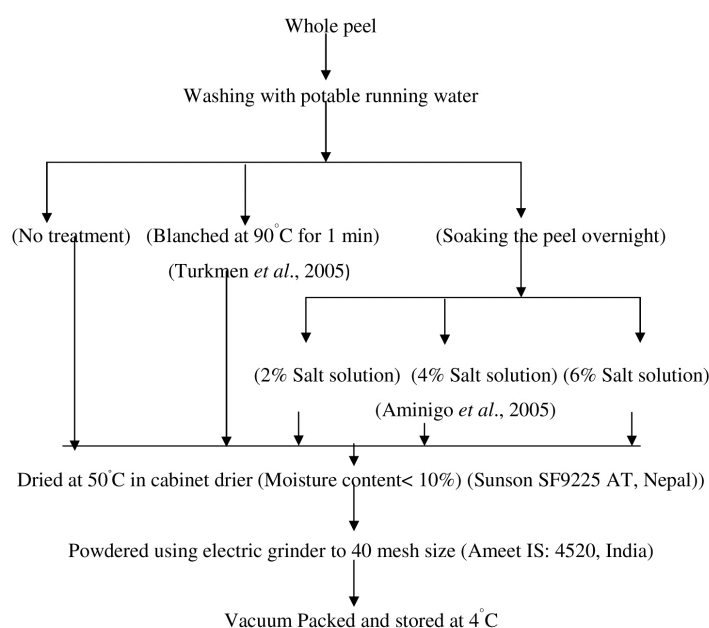 Whole peel
Washing with potable running water
(No treatment) (Blanched at 90°C for 1 min) (Soaking the peel overnight)
(Turkmen et al., 2005)
(2% Salt solution) (4% Salt solution) (6% Salt solution)
(Aminigo et al., 2005)
Dried at 50°C in cabinet drier (Moisture content< 10%) (Sunson SF9225 AT, Nepal))
Powdered using electric grinder to 40 mesh size (Ameet IS: 4520, India)
Vacuum Packed and stored at 4°C